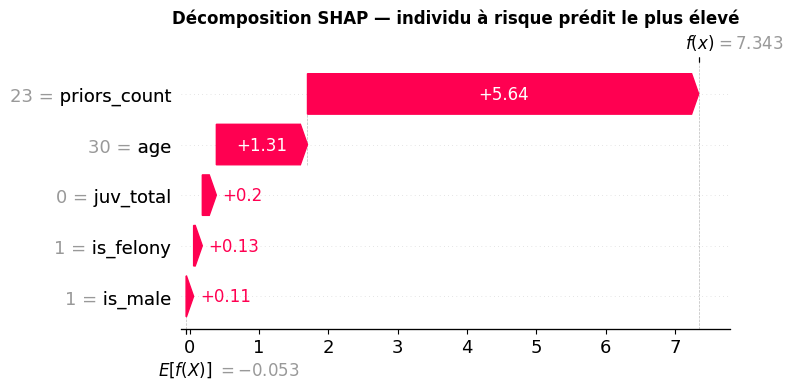 Décomposition SHAP — individu à risque prédit le plus élevé
f(x) = 7.343
23 = priors_count
+5.64
30 = age
+1.31
0 = juv_total
+0.2
1 = is_felony
+0.13
1 = is_male
+0.11
0 1 2 3 4 5 6 7
E[f(X)] = −0.053